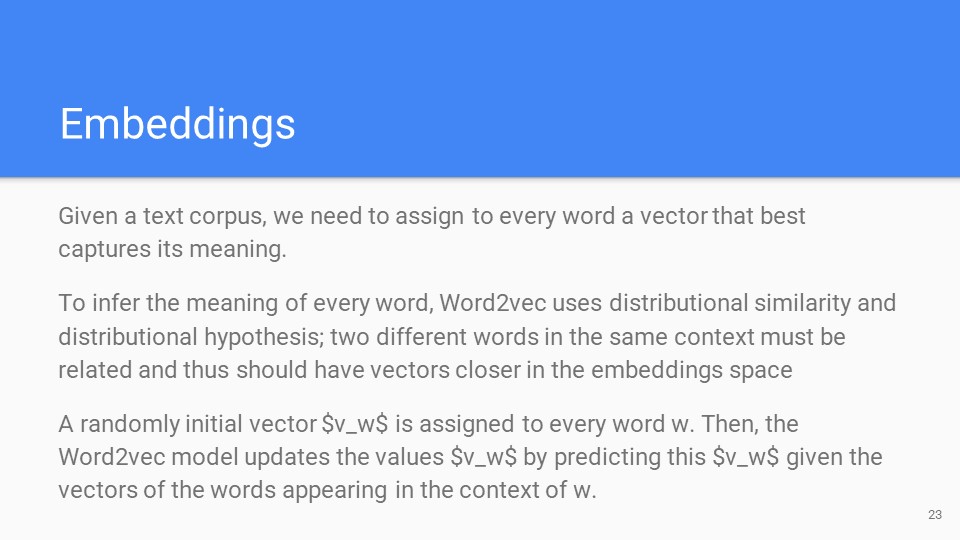 Embeddings
Given a text corpus, we need to assign to every word a vector that best
captures its meaning.
To infer the meaning of every word, Word2vec uses distributional similarity and
distributional hypothesis; two different words in the same context must be
related and thus should have vectors closer in the embeddings space
A randomly initial vector $v_w$ is assigned to every word w. Then, the
Word2vec model updates the values $v_w$ by predicting this $v_w$ given the
vectors of the words appearing in the context of w.
23